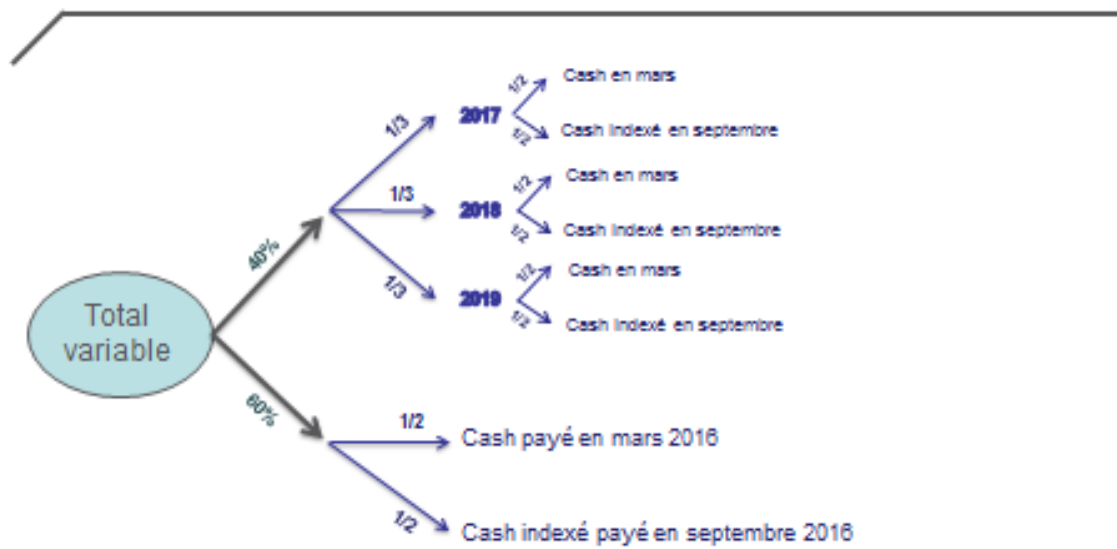 1/2
Cash en mars
1/3
2017
1/2
Cash indexé en septembre
1/2
Cash en mars
1/3
2018
1/2
Cash indexé en septembre
40%
1/2
Cash en mars
1/3
2019
1/2
Cash indexé en septembre
Total
variable
60%
1/2
Cash payé en mars 2016
1/2
Cash indexé payé en septembre 2016